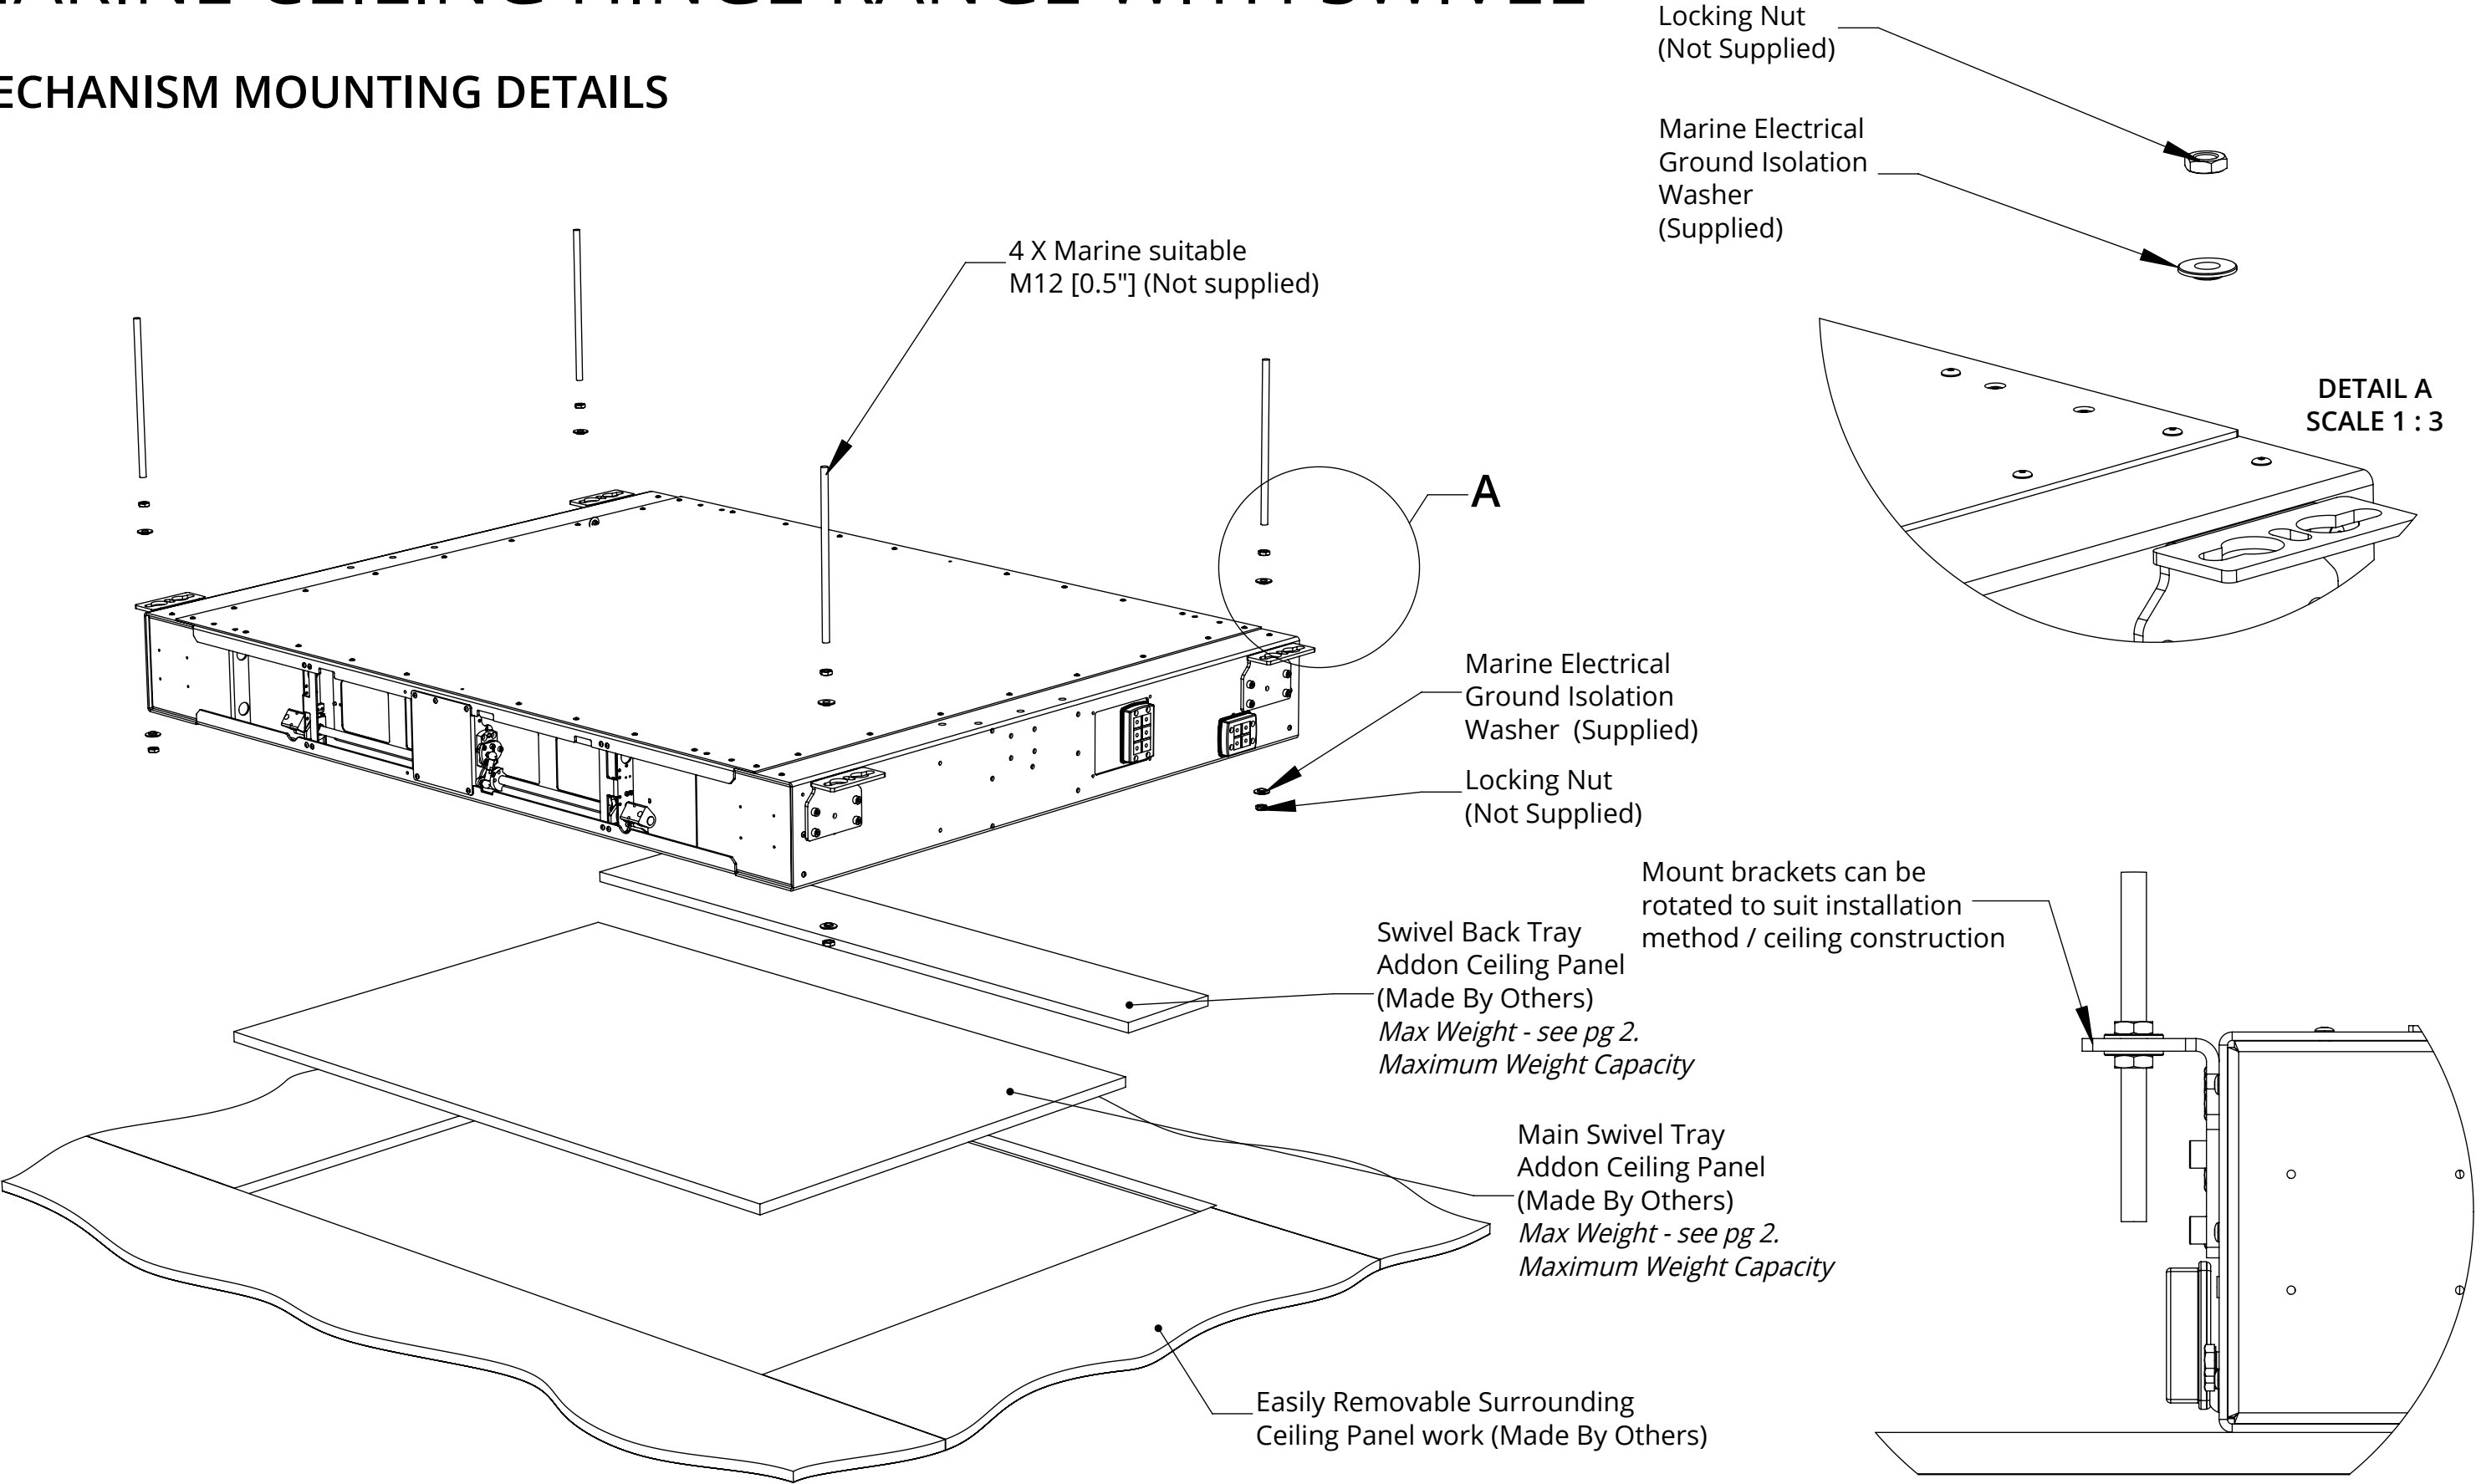 MECHANISM MOUNTING DETAILS
Locking Nut
(Not Supplied)
Marine Electrical
Ground Isolation
Washer
(Supplied)
4 X Marine suitable
M12 [0.5"] (Not supplied)
DETAIL A
SCALE 1 : 3
A
Marine Electrical
Ground Isolation
Washer (Supplied)
Locking Nut
(Not Supplied)
Mount brackets can be
rotated to suit installation
method / ceiling construction
Swivel Back Tray
Addon Ceiling Panel
(Made By Others)
Max Weight - see pg 2.
Maximum Weight Capacity
Main Swivel Tray
Addon Ceiling Panel
(Made By Others)
Max Weight - see pg 2.
Maximum Weight Capacity
Easily Removable Surrounding
Ceiling Panel work (Made By Others)